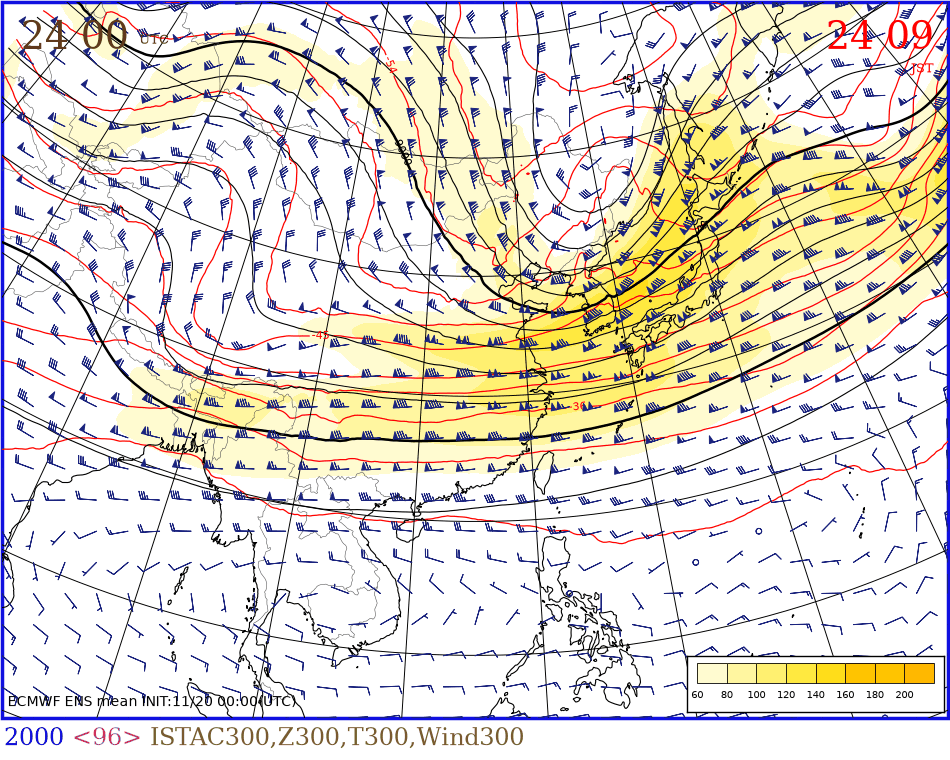 24 00 UTC
24 09 JST
-54
9000
-45
-36
60 80 100 120 140 160 180 200
ECMWF ENS mean INIT:11/20 00:00(UTC)
2000 <96> ISTAC300,Z300,T300,Wind300